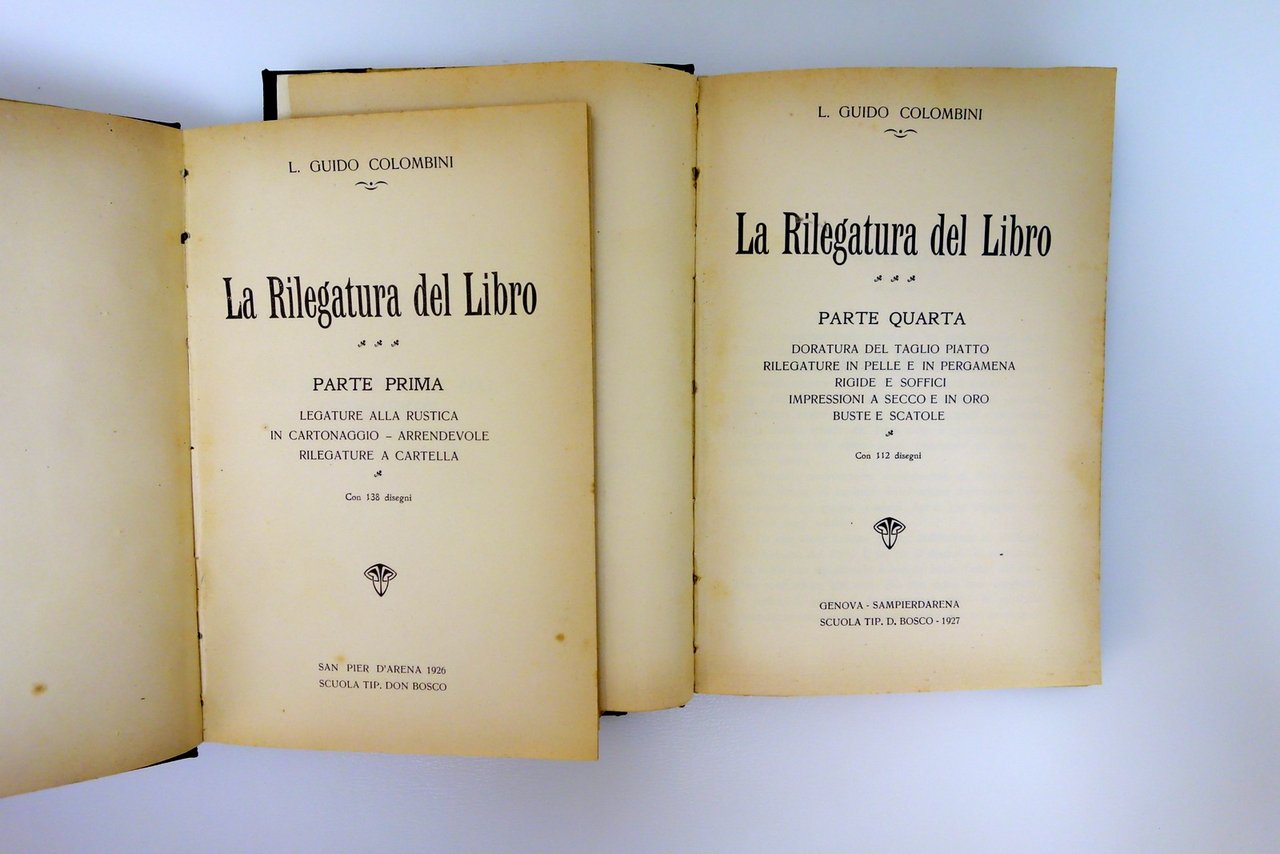 L. GUIDO COLOMBINI
La Rilegatura del Libro
PARTE PRIMA
LEGATURE ALLA RUSTICA
IN CARTONAGGIO - ARRENDEVOLE
RILEGATURE A CARTELLA
Con 138 disegni
SAN PIER D'ARENA 1926
SCUOLA TIP. DON BOSCO
L. GUIDO COLOMBINI
La Rilegatura del Libro
PARTE QUARTA
DORATURA DEL TAGLIO PIATTO
RILEGATURE IN PELLE E IN PERGAMENA
RIGIDE E SOFFICI
IMPRESSIONI A SECCO E IN ORO
BUSTE E SCATOLE
Con 112 disegni
GENOVA - SAMPIERDARENA
SCUOLA TIP. D. BOSCO - 1927